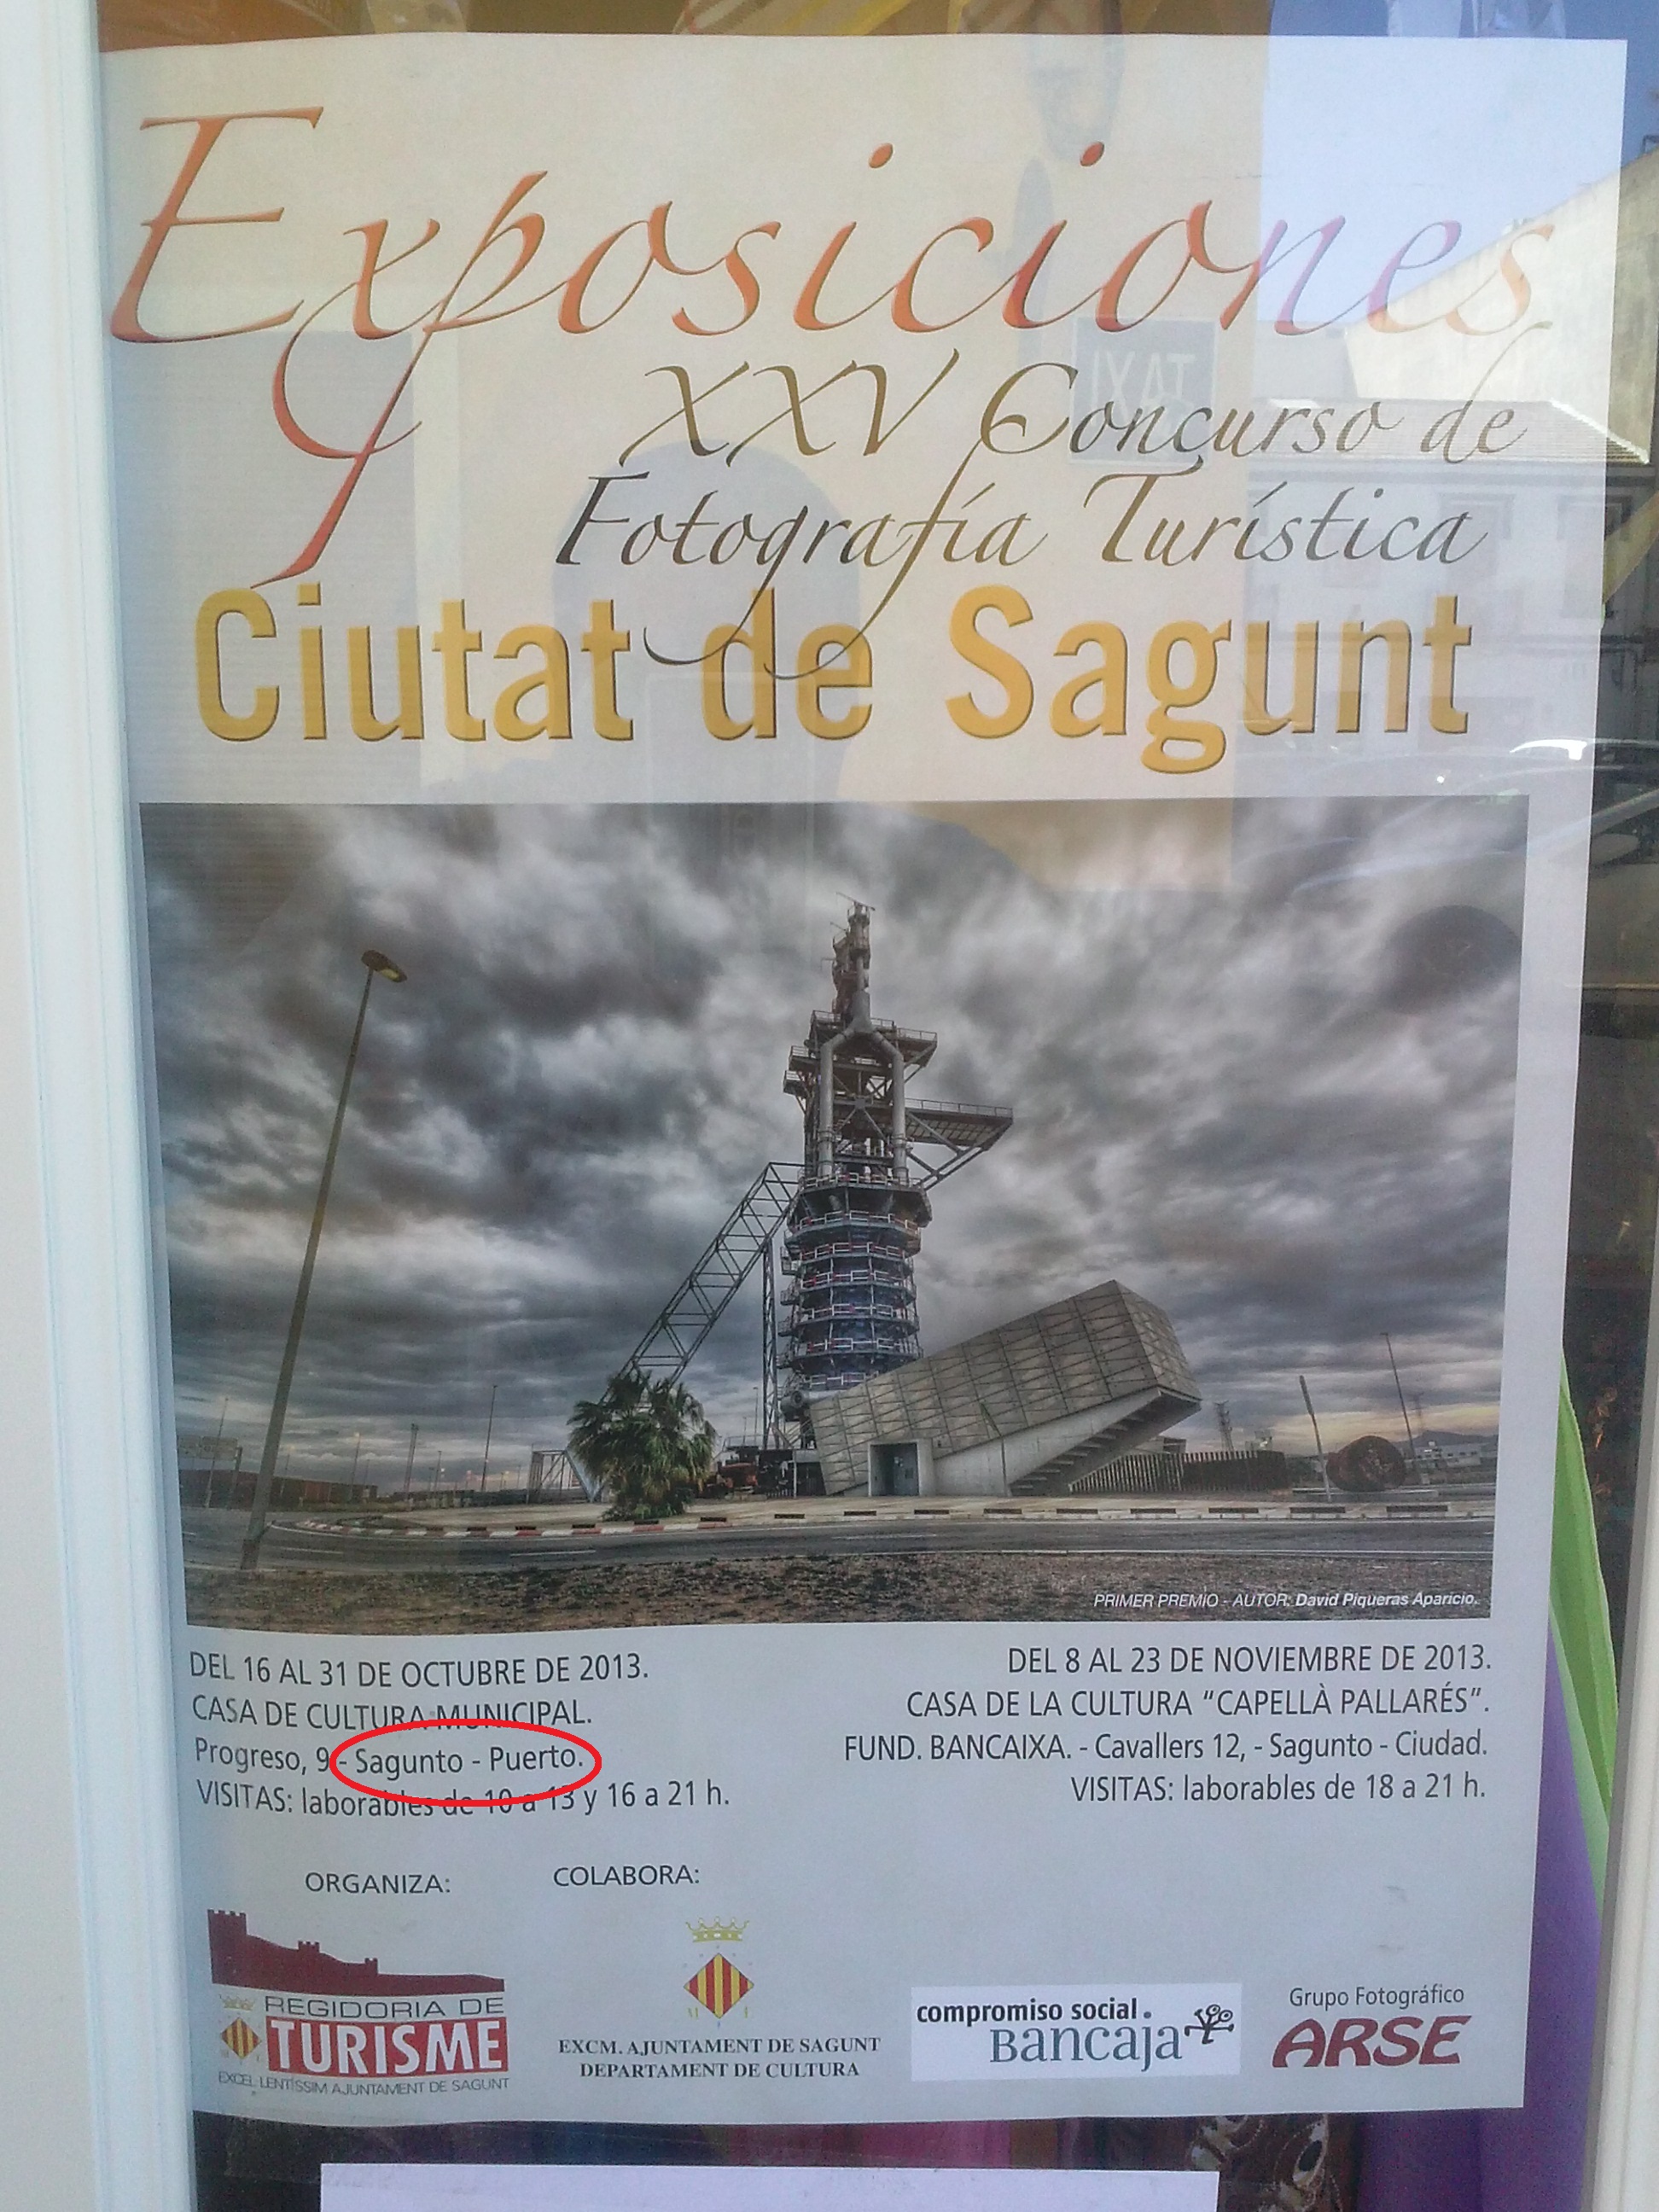 Exposiciones
XXV Concurso de
Fotografía Turística
Ciutat de Sagunt
TAXI
PRIMER PREMIO - AUTOR: David Piqueras Aparicio.
DEL 16 AL 31 DE OCTUBRE DE 2013.
CASA DE CULTURA MUNICIPAL.
Progreso, 9 - Sagunto - Puerto.
VISITAS: laborables de 10 a 13 y 16 a 21 h.
DEL 8 AL 23 DE NOVIEMBRE DE 2013.
CASA DE LA CULTURA "CAPELLÀ PALLARÉS".
FUND. BANCAIXA. - Cavallers 12, - Sagunto - Ciudad.
VISITAS: laborables de 18 a 21 h.
ORGANIZA:
COLABORA:
REGIDORIA DE
TURISME
EXCEL·LENTÍSSIM AJUNTAMENT DE SAGUNT
M V
EXCM. AJUNTAMENT DE SAGUNT
DEPARTAMENT DE CULTURA
compromiso social.
Bancaja
Grupo Fotográfico
ARSE